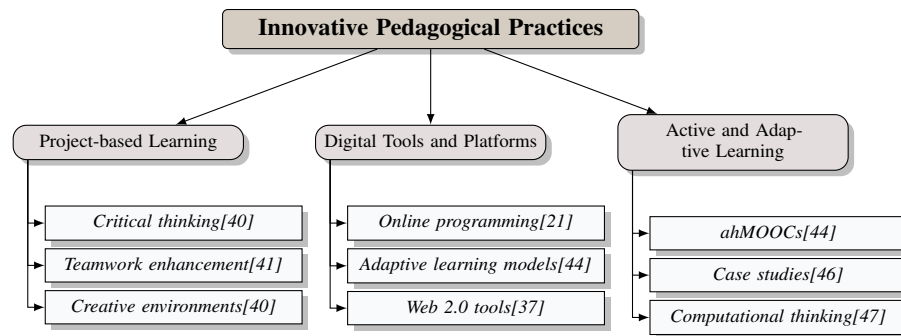 Innovative Pedagogical Practices
Project-based Learning
Critical thinking[40]
Teamwork enhancement[41]
Creative environments[40]
Digital Tools and Platforms
Online programming[21]
Adaptive learning models[44]
Web 2.0 tools[37]
Active and Adap-
tive Learning
ahMOOCs[44]
Case studies[46]
Computational thinking[47]